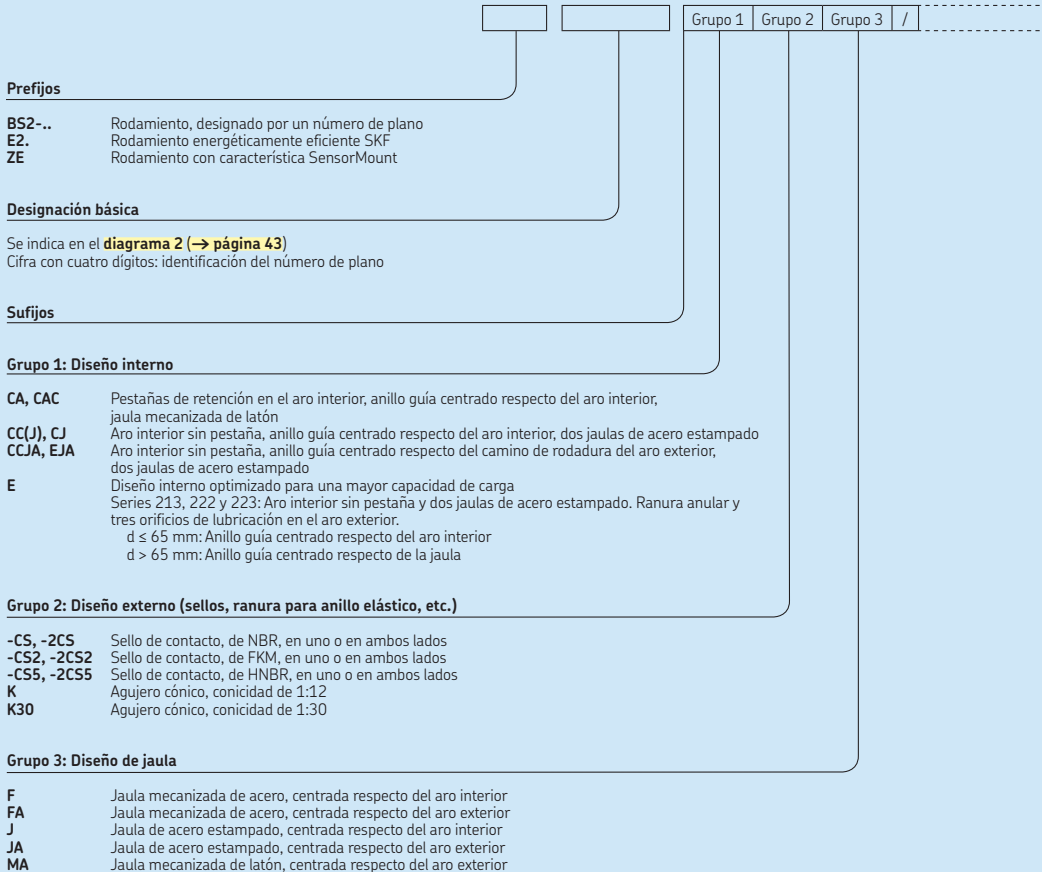 Grupo 1 Grupo 2 Grupo 3 /
Prefijos
BS2-.. Rodamiento, designado por un número de plano
E2. Rodamiento energéticamente eficiente SKF
ZE Rodamiento con característica SensorMount
Designación básica
Se indica en el diagrama 2 (→ página 43)
Cifra con cuatro dígitos: identificación del número de plano
Sufijos
Grupo 1: Diseño interno
CA, CAC Pestañas de retención en el aro interior, anillo guía centrado respecto del aro interior,
jaula mecanizada de latón
CC(J), CJ Aro interior sin pestaña, anillo guía centrado respecto del aro interior, dos jaulas de acero estampado
CCJA, EJA Aro interior sin pestaña, anillo guía centrado respecto del camino de rodadura del aro exterior,
dos jaulas de acero estampado
E Diseño interno optimizado para una mayor capacidad de carga
Series 213, 222 y 223: Aro interior sin pestaña y dos jaulas de acero estampado. Ranura anular y
tres orificios de lubricación en el aro exterior.
d ≤ 65 mm: Anillo guía centrado respecto del aro interior
d > 65 mm: Anillo guía centrado respecto de la jaula
Grupo 2: Diseño externo (sellos, ranura para anillo elástico, etc.)
-CS, -2CS Sello de contacto, de NBR, en uno o en ambos lados
-CS2, -2CS2 Sello de contacto, de FKM, en uno o en ambos lados
-CS5, -2CS5 Sello de contacto, de HNBR, en uno o en ambos lados
K Agujero cónico, conicidad de 1:12
K30 Agujero cónico, conicidad de 1:30
Grupo 3: Diseño de jaula
F Jaula mecanizada de acero, centrada respecto del aro interior
FA Jaula mecanizada de acero, centrada respecto del aro exterior
J Jaula de acero estampado, centrada respecto del aro interior
JA Jaula de acero estampado, centrada respecto del aro exterior
MA Jaula mecanizada de latón, centrada respecto del aro exterior